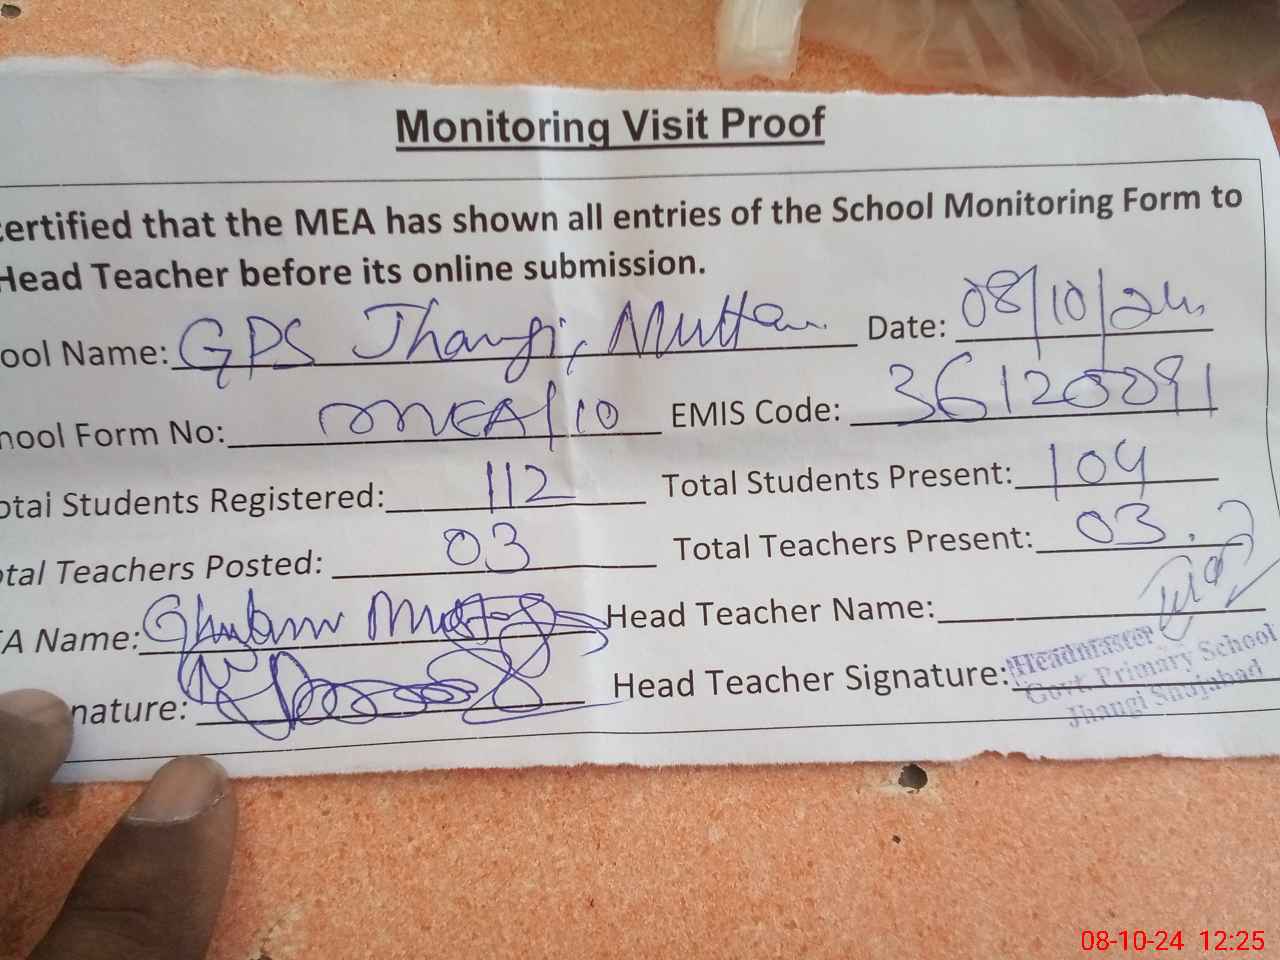 Monitoring Visit Proof
certified that the MEA has shown all entries of the School Monitoring Form to
Head Teacher before its online submission.
ool Name: GPS Jhangi, Multan Date: 08/10/24
hool Form No: MEA/10 EMIS Code: 36120091
otal Students Registered: 112 Total Students Present: 104
otal Teachers Posted: 03 Total Teachers Present: 03
EA Name: Ghulam Head Teacher Name:
nature: Head Teacher Signature:
Headmaster
Govt. Primary School
Jhangi Shujabad
08-10-24 12:25